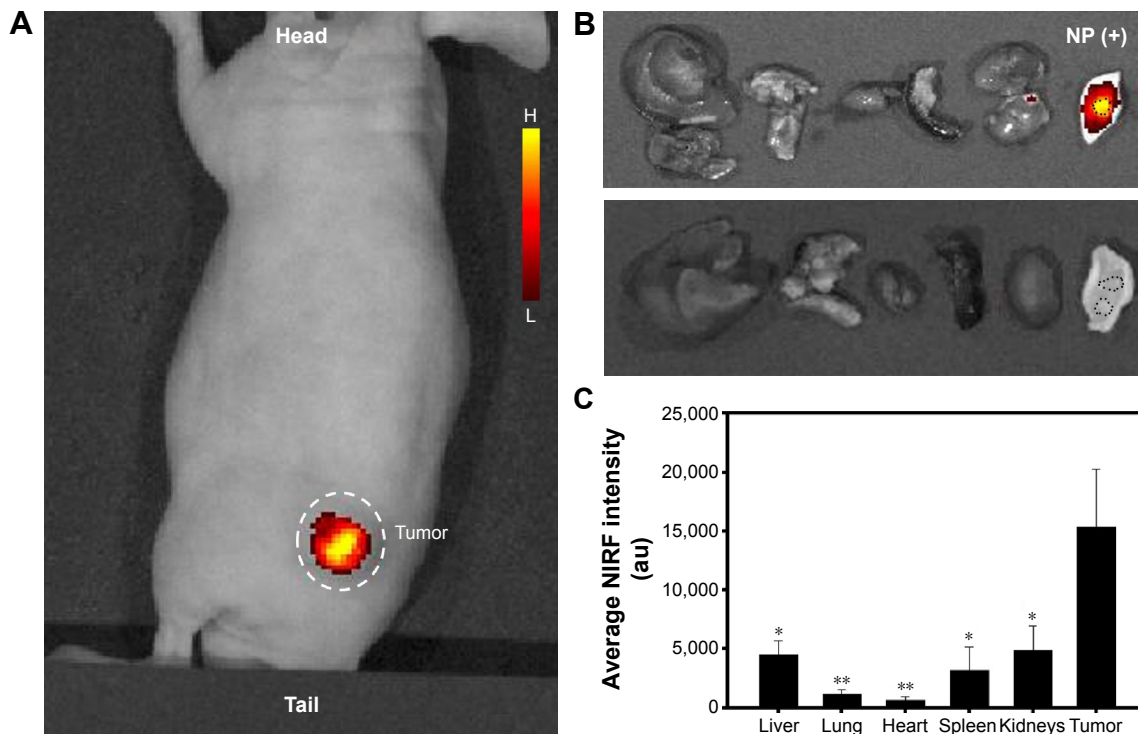 A
Head
H
L
Tumor
Tail
B
NP (+)
C
Average NIRF intensity
(au)
25,000
20,000
15,000
10,000
5,000
0
*
**
**
*
*
Liver
Lung
Heart
Spleen
Kidneys
Tumor